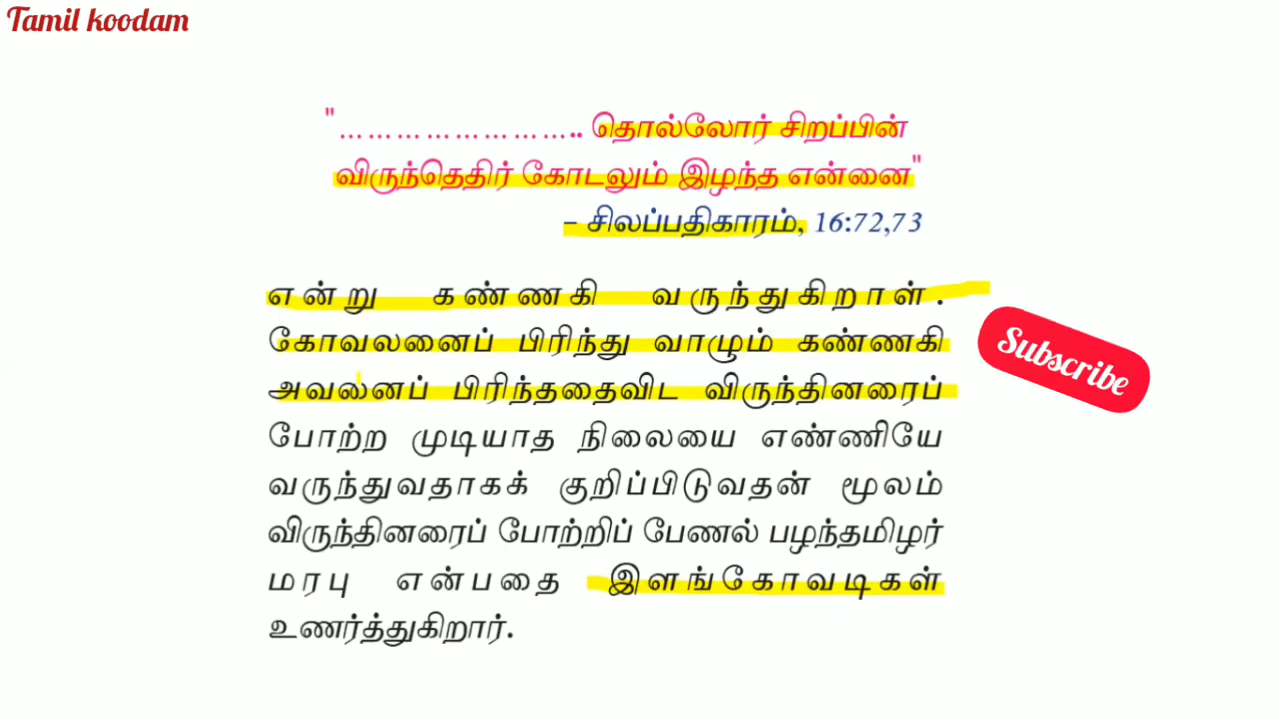 Tamil koodam
"........................ தொல்லோர் சிறப்பின்
விருந்தெதிர் கோடலும் இழந்த என்னை"
– சிலப்பதிகாரம், 16:72,73
என்று கண்ணகி வருந்துகிறாள்.
கோவலனைப் பிரிந்து வாழும் கண்ணகி
Subscribe
அவனைப் பிரிந்ததைவிட விருந்தினரைப்
போற்ற முடியாத நிலையை எண்ணியே
வருந்துவதாகக் குறிப்பிடுவதன் மூலம்
விருந்தினரைப் போற்றிப் பேணல் பழந்தமிழர்
மரபு என்பதை இளங்கோவடிகள்
உணர்த்துகிறார்.